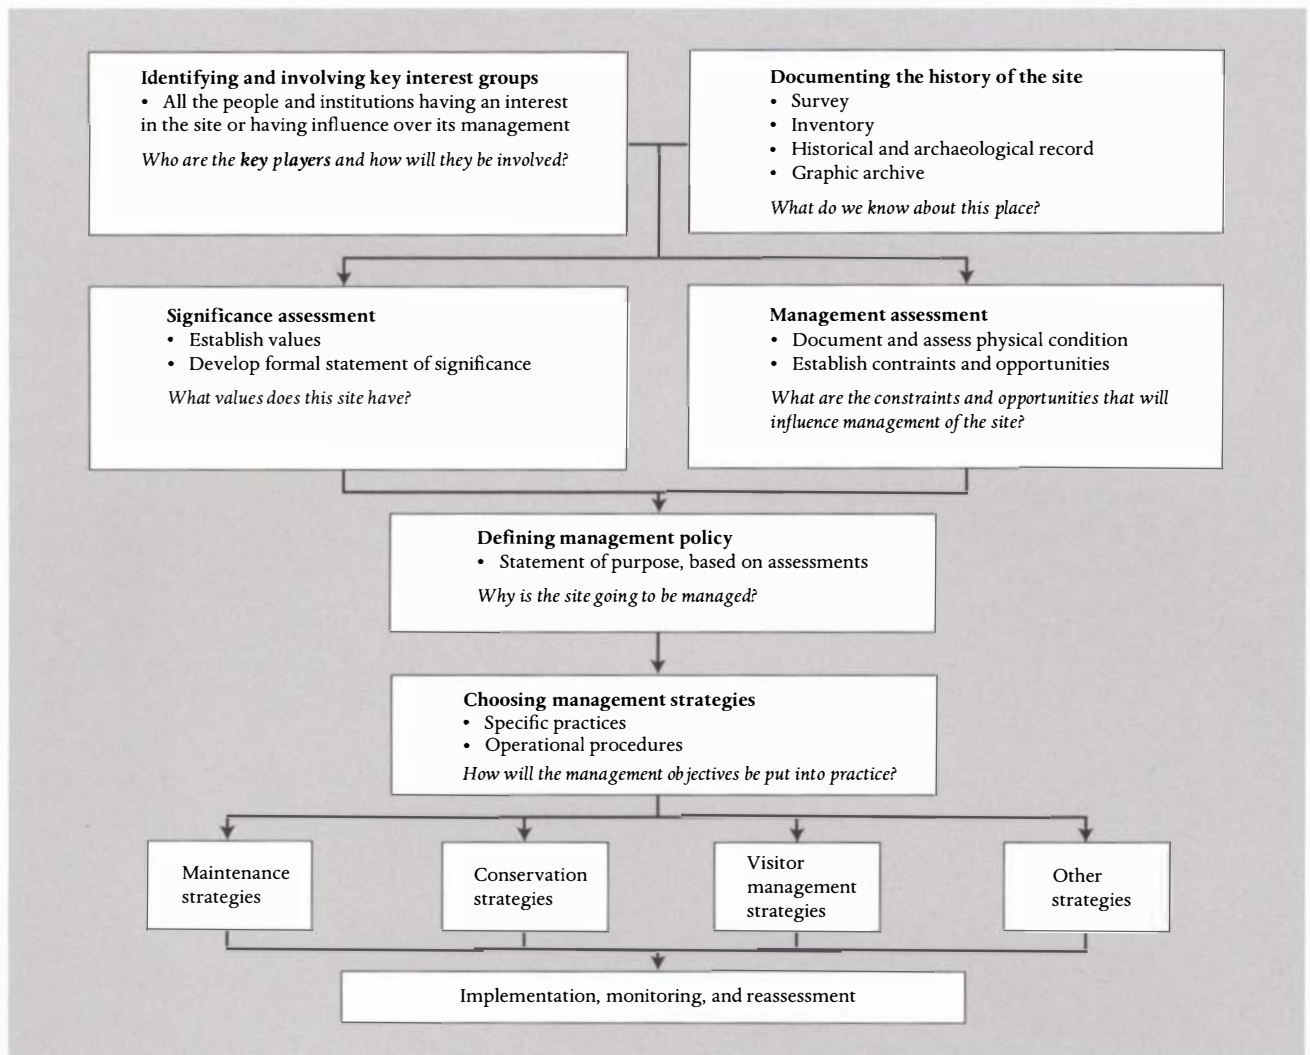 Identifying and involving key interest groups
• All the people and institutions having an interest
in the site or having influence over its management
Who are the key players and how will they be involved?
Documenting the history of the site
• Survey
• Inventory
• Historical and archaeological record
• Graphic archive
What do we know about this place?
Significance assessment
• Establish values
• Develop formal statement of significance
What values does this site have?
Management assessment
• Document and assess physical condition
• Establish contraints and opportunities
What are the constraints and opportunities that will
influence management of the site?
Defining management policy
• Statement of purpose, based on assessments
Why is the site going to be managed?
Choosing management strategies
• Specific practices
• Operational procedures
How will the management objectives be put into practice?
Maintenance
strategies
Conservation
strategies
Visitor
management
strategies
Other
strategies
Implementation, monitoring, and reassessment